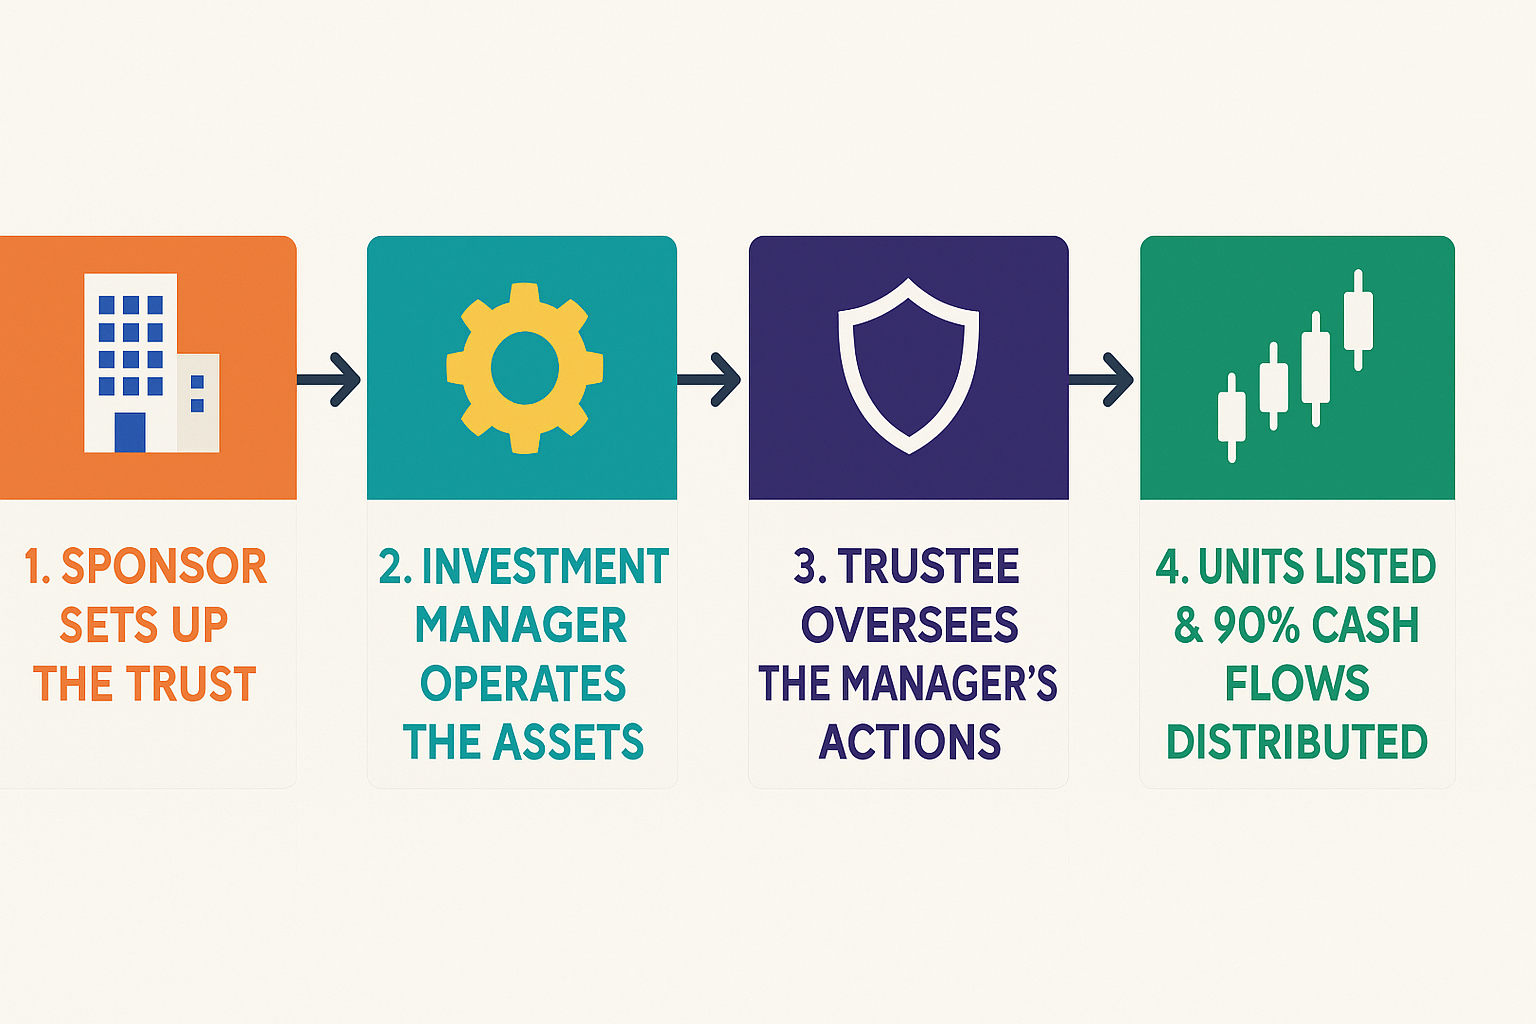 1. SPONSOR
SETS UP
THE TRUST
2. INVESTMENT
MANAGER
OPERATES
THE ASSETS
3. TRUSTEE
OVERSEES
THE MANAGER’S
ACTIONS
4. UNITS LISTED
& 90% CASH
FLOWS
DISTRIBUTED